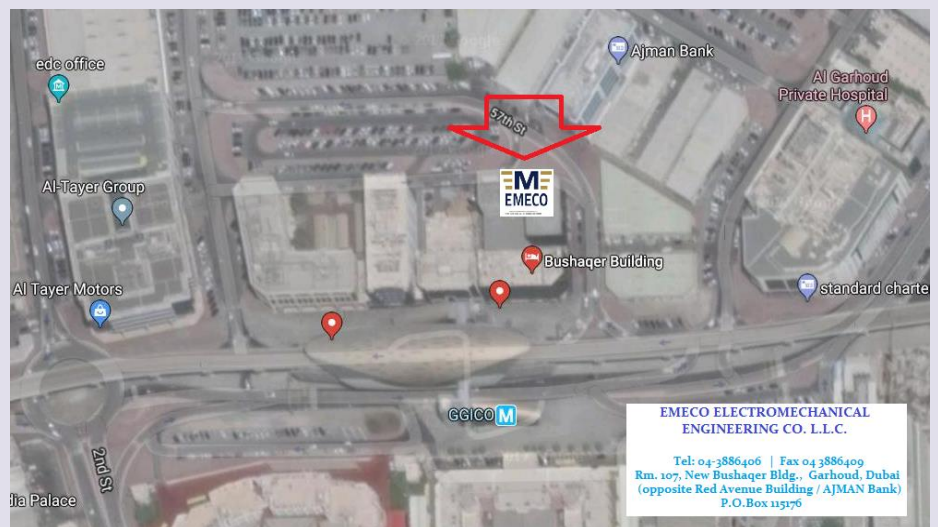 edc office
Ajman Bank
Al Garhoud
Private Hospital
57th St
M
EMECO
Al-Tayer Group
Bushaqer Building
Al Tayer Motors
standard charte
GGICO M
2nd St
dia Palace
EMECO ELECTROMECHANICAL
ENGINEERING CO. L.L.C.
Tel: 04-3886406 | Fax 04 3886409
Rm. 107, New Bushaqer Bldg., Garhoud, Dubai
(opposite Red Avenue Building / AJMAN Bank)
P.O.Box 115176